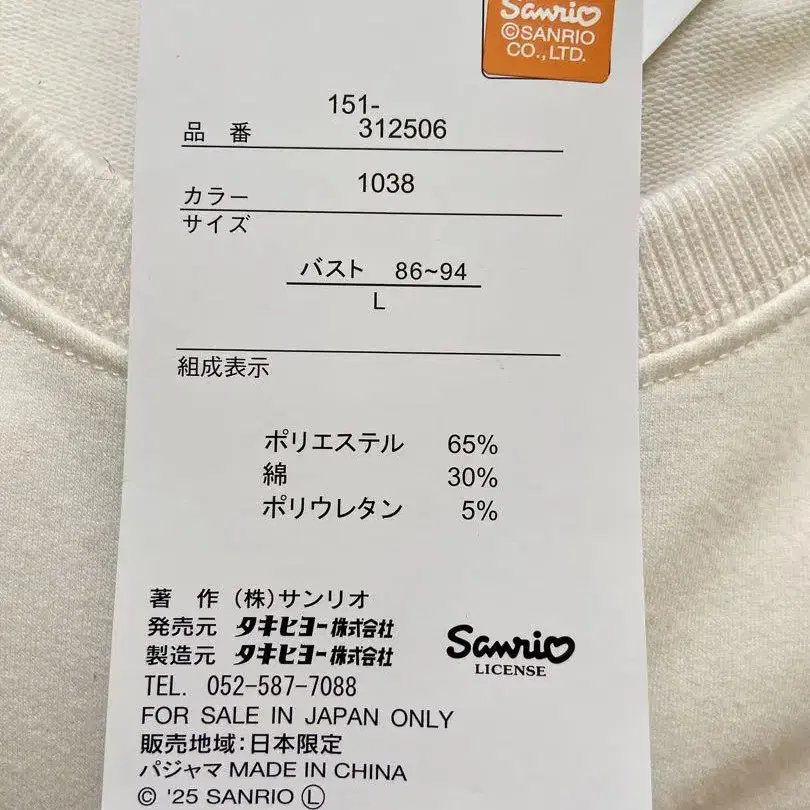 Sanrio
©SANRIO
CO.,LTD.
151-
品 番 312506
カラー 1038
サイズ
バスト 86~94
L
組成表示
ポリエステル 65%
綿 30%
ポリウレタン 5%
著 作 (株)サンリオ
発売元 タキヒヨー株式会社
製造元 タキヒヨー株式会社
Sanrio
LICENSE
TEL. 052-587-7088
FOR SALE IN JAPAN ONLY
販売地域:日本限定
パジャマ MADE IN CHINA
© '25 SANRIO Ⓛ